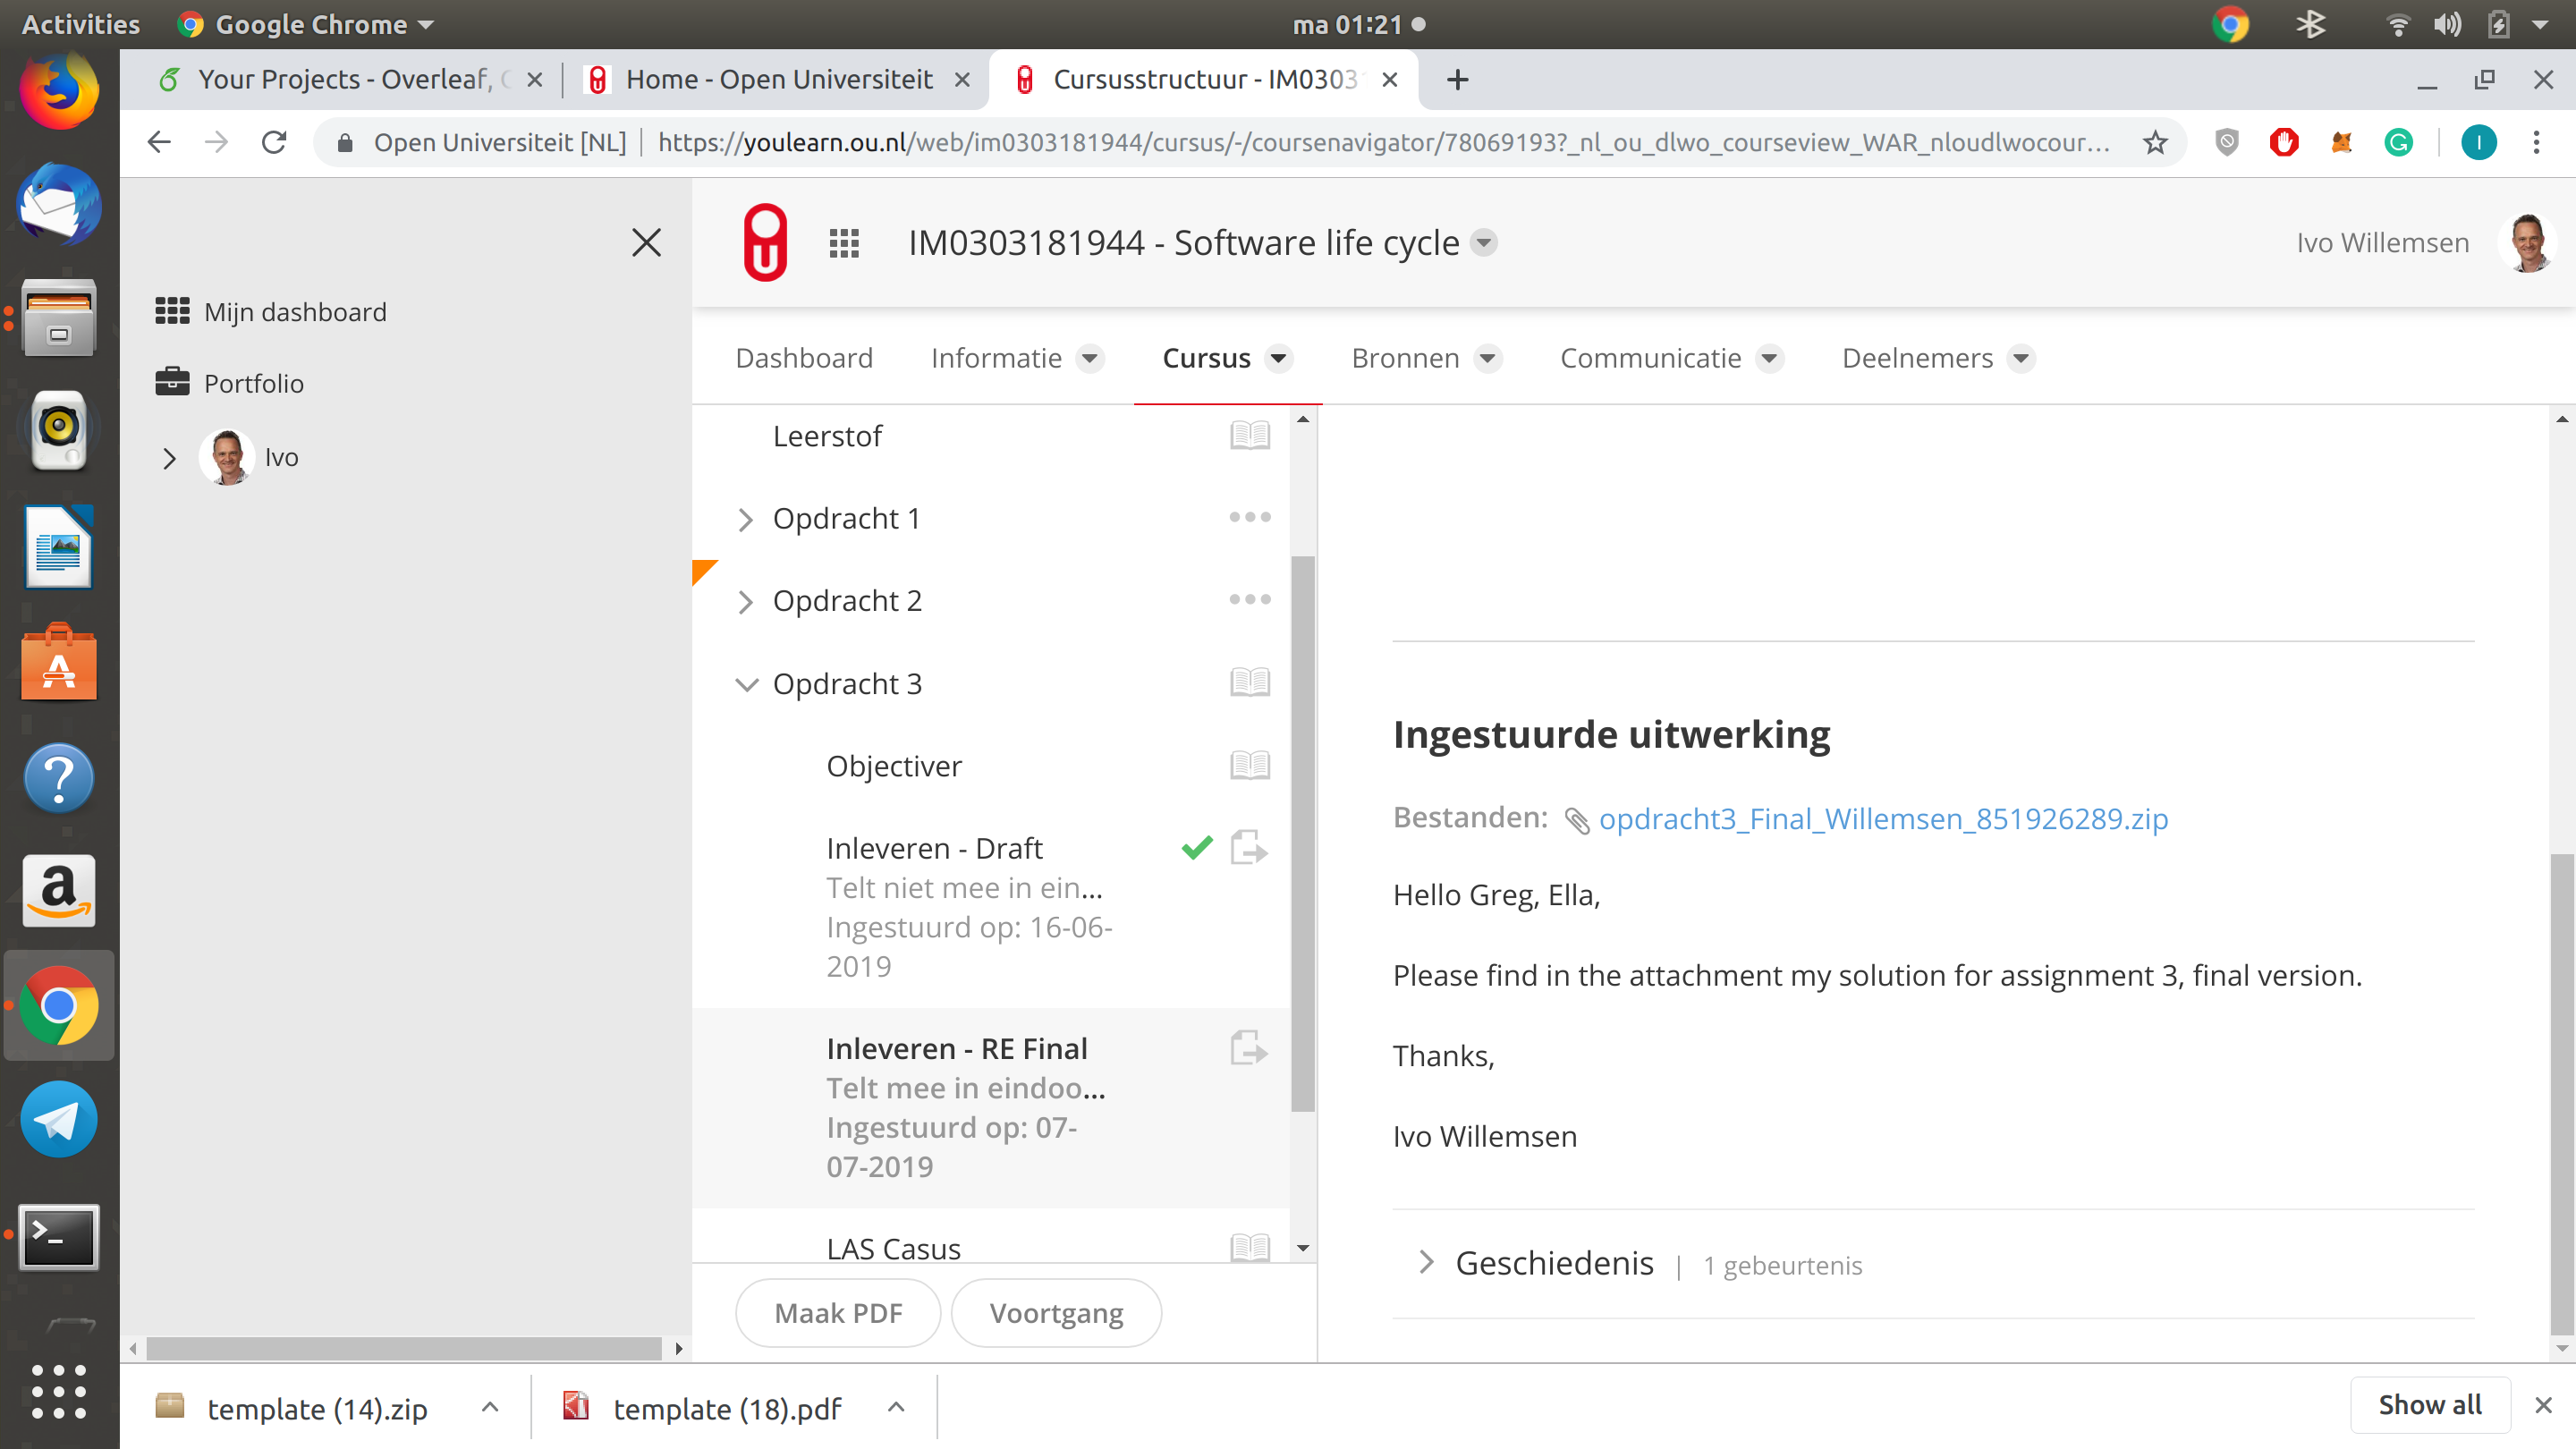 Activities
Google Chrome
ma 01:21
Your Projects - Overleaf,
Home - Open Universiteit
Cursusstructuur - IM0303
Open Universiteit [NL]
https://youlearn.ou.nl/web/im0303181944/cursus/-/coursenavigator/78069193?_nl_ou_dlwo_courseview_WAR_nloudlwocour...
I
IM0303181944 - Software life cycle
Ivo Willemsen
Mijn dashboard
Portfolio
Ivo
Dashboard
Informatie
Cursus
Bronnen
Communicatie
Deelnemers
Leerstof
Opdracht 1
Opdracht 2
Opdracht 3
Objectiver
Inleveren - Draft
Telt niet mee in ein...
Ingestuurd op: 16-06-
2019
Inleveren - RE Final
Telt mee in eindoo...
Ingestuurd op: 07-
07-2019
LAS Casus
Maak PDF
Voortgang
Ingestuurde uitwerking
Bestanden: opdracht3_Final_Willemsen_851926289.zip
Hello Greg, Ella,
Please find in the attachment my solution for assignment 3, final version.
Thanks,
Ivo Willemsen
Geschiedenis | 1 gebeurtenis
template (14).zip
template (18).pdf
Show all